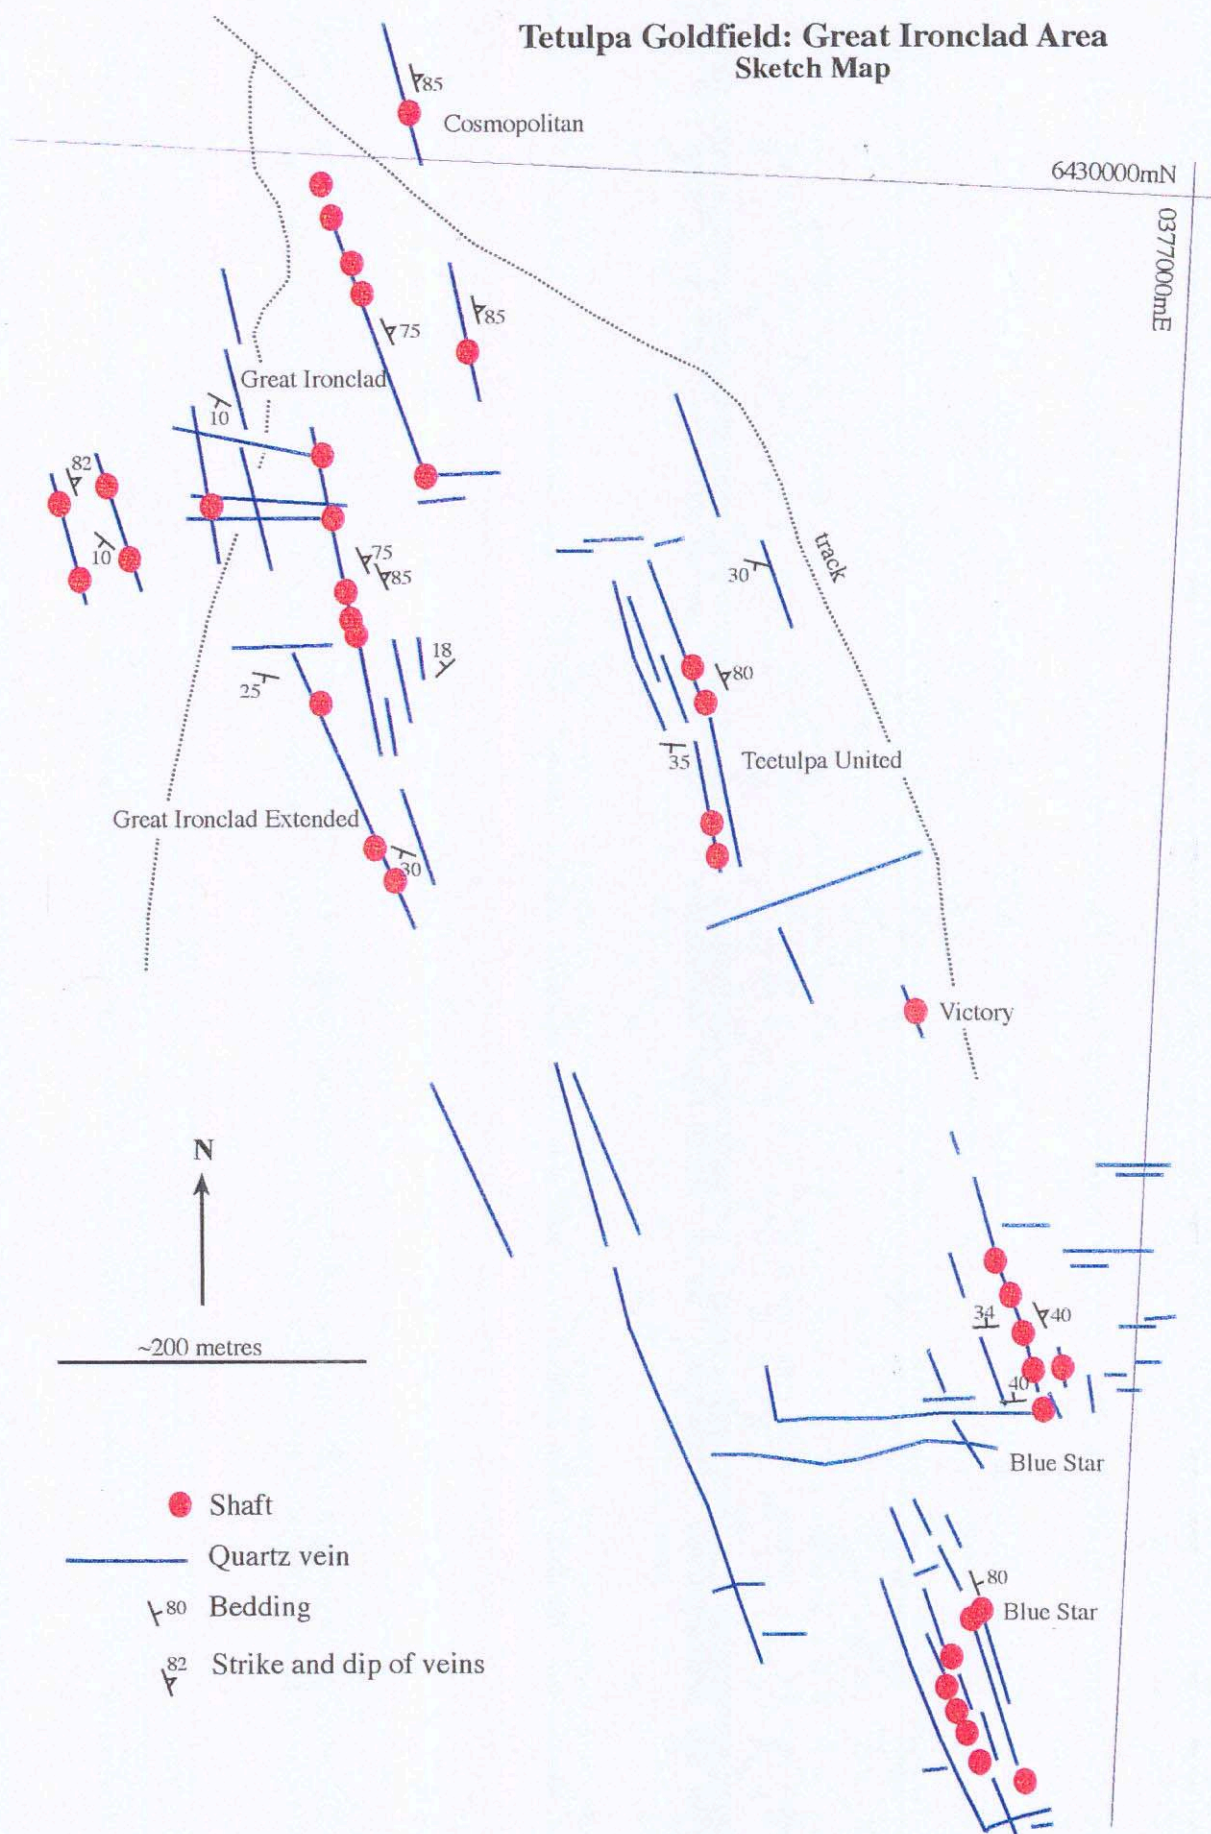 Tetulpa Goldfield: Great Ironclad Area
Sketch Map
85
Cosmopolitan
6430000mN
0377000mE
85
75
Great Ironclad
10
82
10
75
85
track
30
18
25
80
35
Teetulpa United
Great Ironclad Extended
30
Victory
N
34
40
~200 metres
40
Blue Star
Shaft
Quartz vein
80
Blue Star
80 Bedding
82 Strike and dip of veins